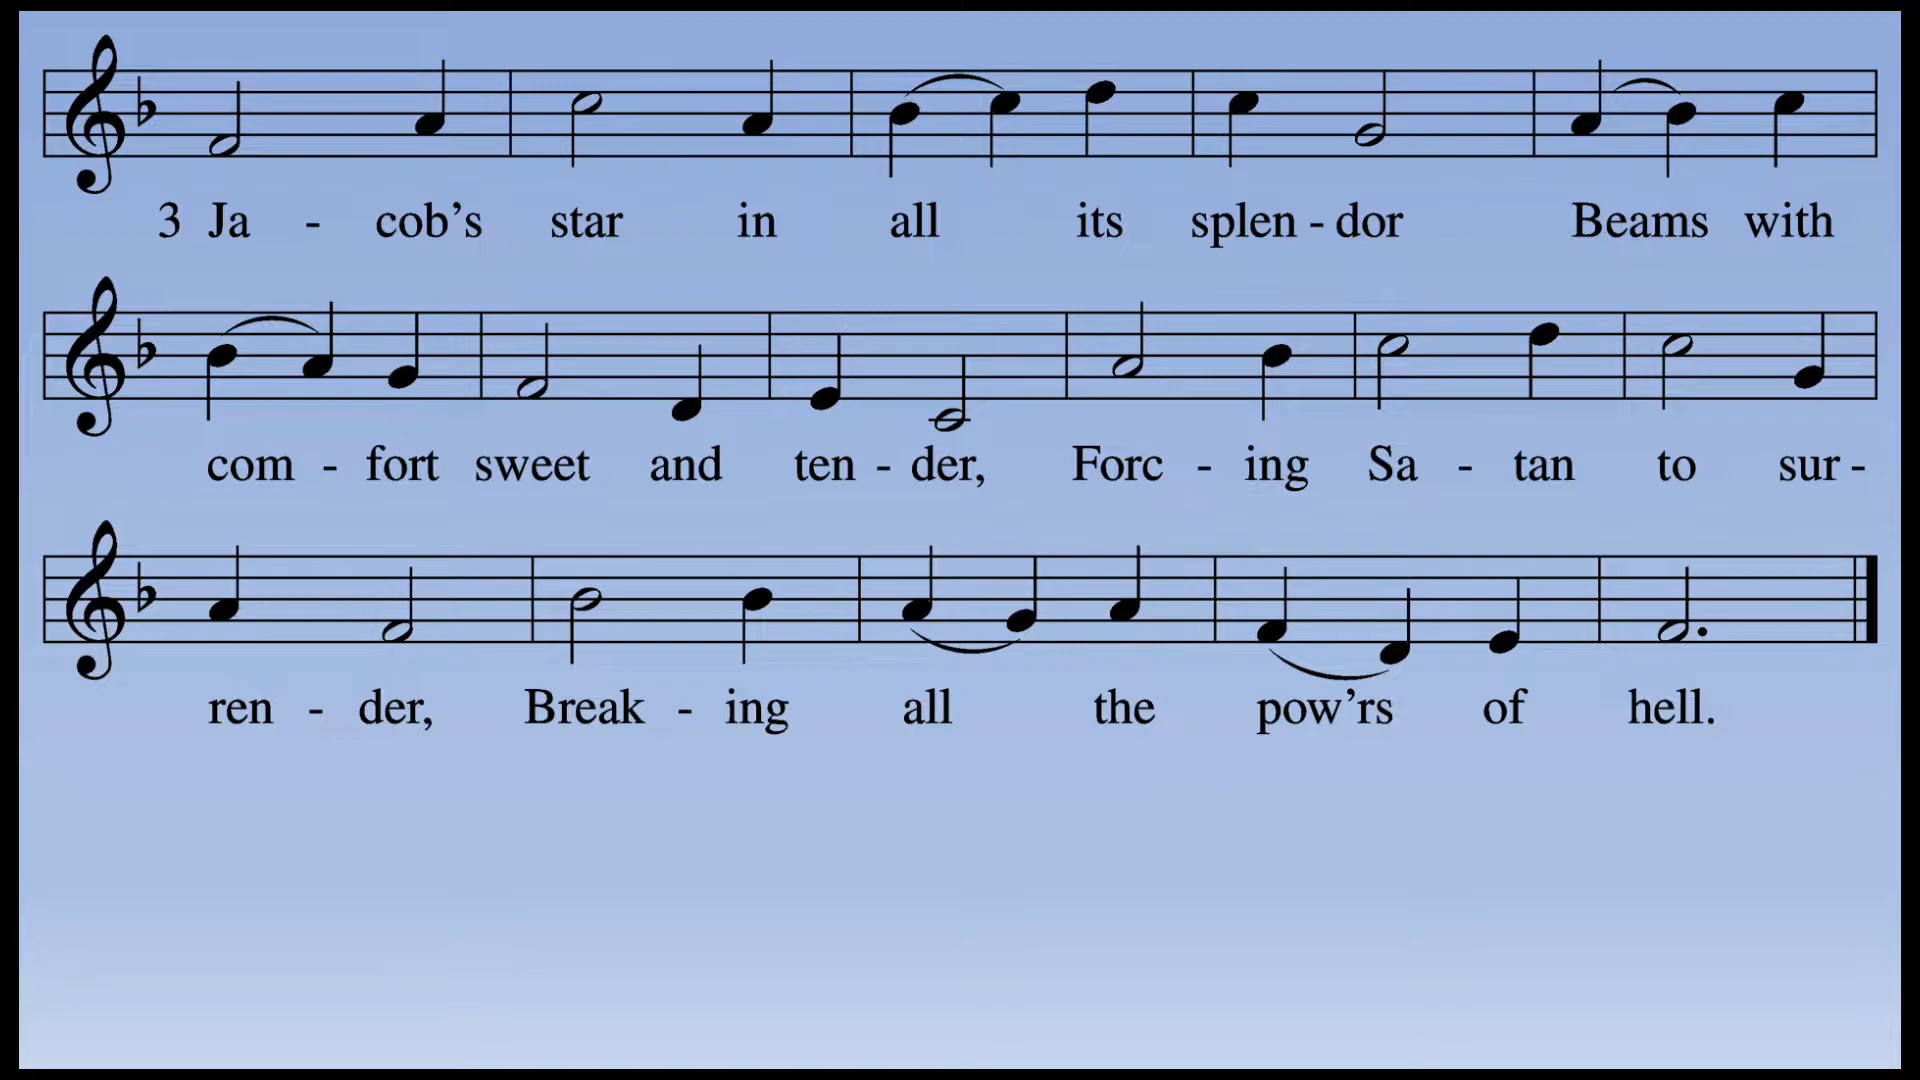 3 Ja - cob’s star in all its splen - dor Beams with
com - fort sweet and ten - der, Forc - ing Sa - tan to sur -
ren - der, Break - ing all the pow’rs of hell.